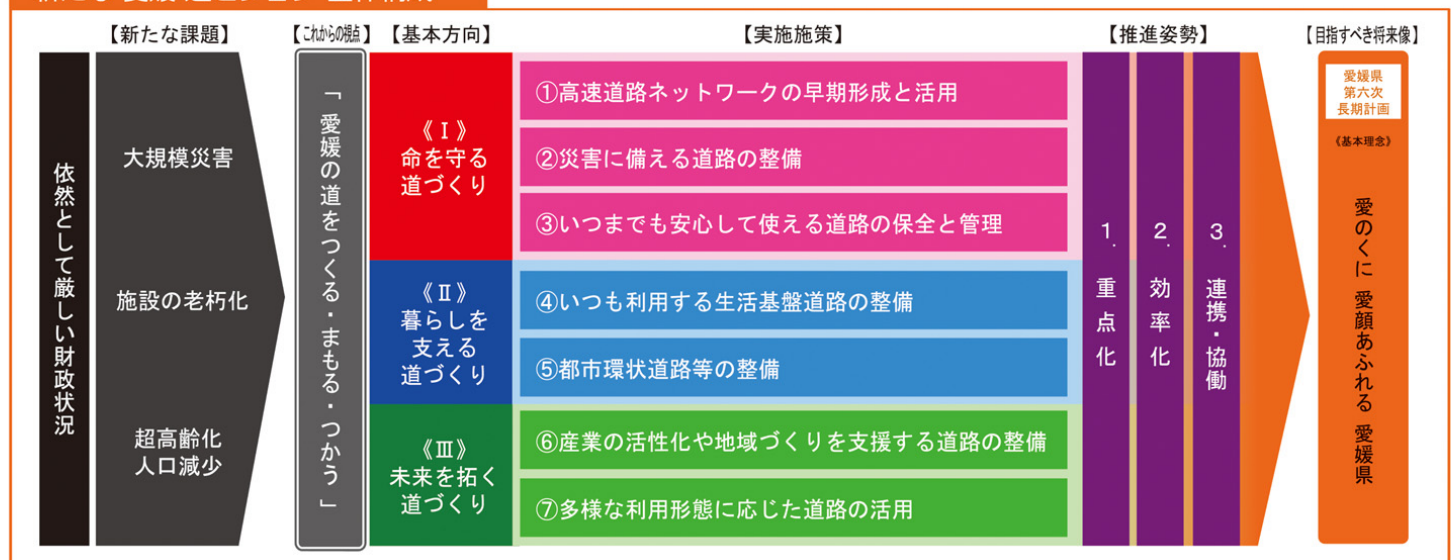 【新たな課題】
【これからの視点】
【基本方向】
【実施施策】
【推進姿勢】
【目指すべき将来像】
依然として厳しい財政状況
大規模災害
施設の老朽化
超高齢化
人口減少
「愛媛の道をつくる・まもる・つかう」
《Ⅰ》
命を守る
道づくり
①高速道路ネットワークの早期形成と活用
②災害に備える道路の整備
③いつまでも安心して使える道路の保全と管理
《Ⅱ》
暮らしを
支える
道づくり
④いつも利用する生活基盤道路の整備
⑤都市環状道路等の整備
《Ⅲ》
未来を拓く
道づくり
⑥産業の活性化や地域づくりを支援する道路の整備
⑦多様な利用形態に応じた道路の活用
1.重点化
2.効率化
3.連携・協働
愛媛県
第六次
長期計画
《基本理念》
愛のくに 愛顔あふれる 愛媛県